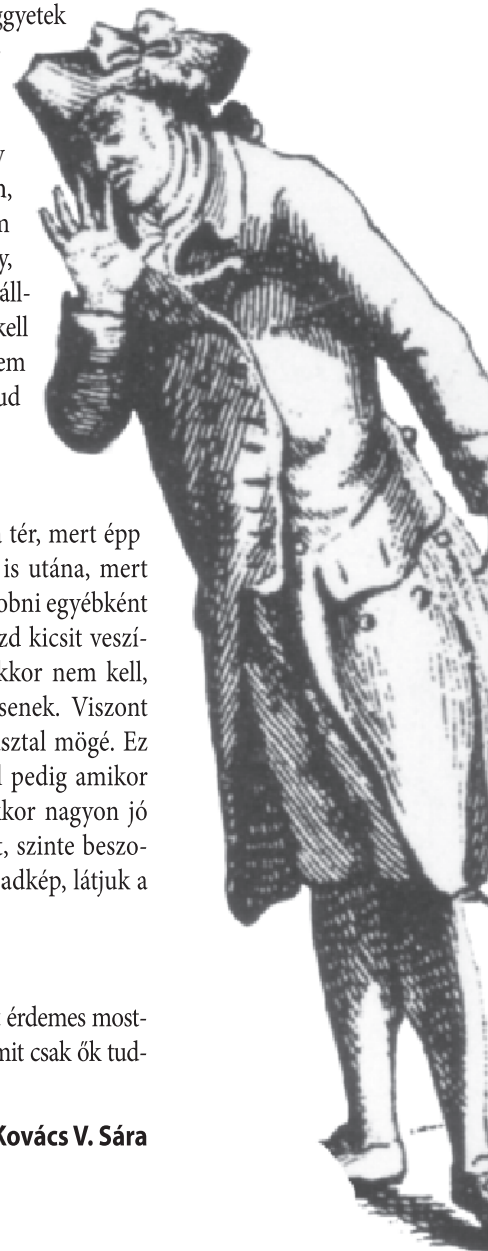 ggyetek
y
n,
m
y,
áll-
kell
em
ud
tér, mert épp
is utána, mert
obni egyébként
zd kicsit veszí-
kkor nem kell,
senek. Viszont
asztal mögé. Ez
l pedig amikor
kkor nagyon jó
t, szinte beszo-
adkép, látjuk a
t érdemes most-
mit csak ők tud-
Kovács V. Sára